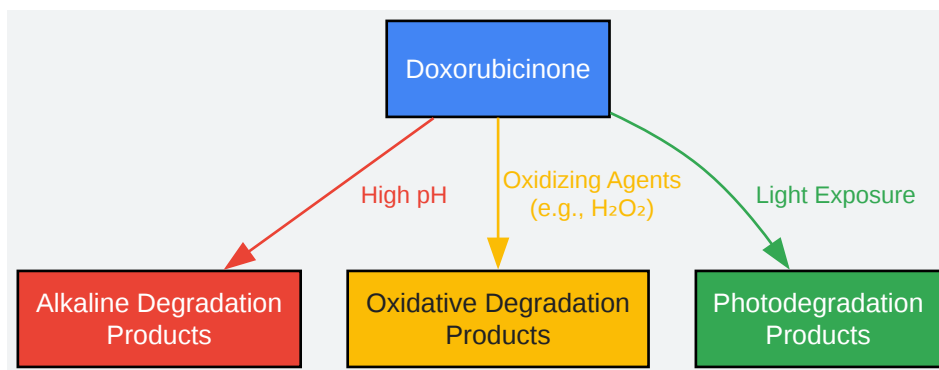 Doxorubicinone
High pH
Oxidizing Agents
(e.g., H₂O₂)
Light Exposure
Alkaline Degradation
Products
Oxidative Degradation
Products
Photodegradation
Products